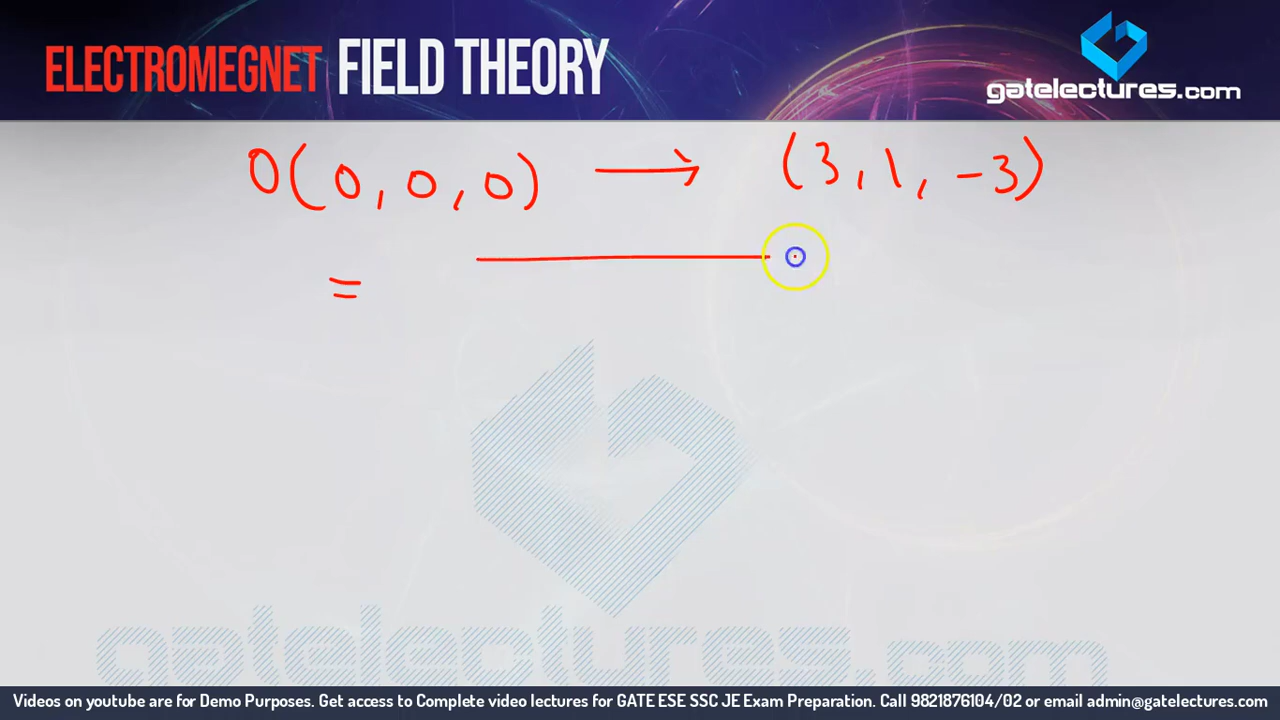 ELECTROMEGNET FIELD THEORY
gatelectures.com
O(0, 0, 0) → (3, 1, -3)
=
gatelectures.com
Videos on youtube are for Demo Purposes. Get access to Complete video lectures for GATE ESE SSC JE Exam Preparation. Call 9821876104/02 or email admin@gatelectures.com